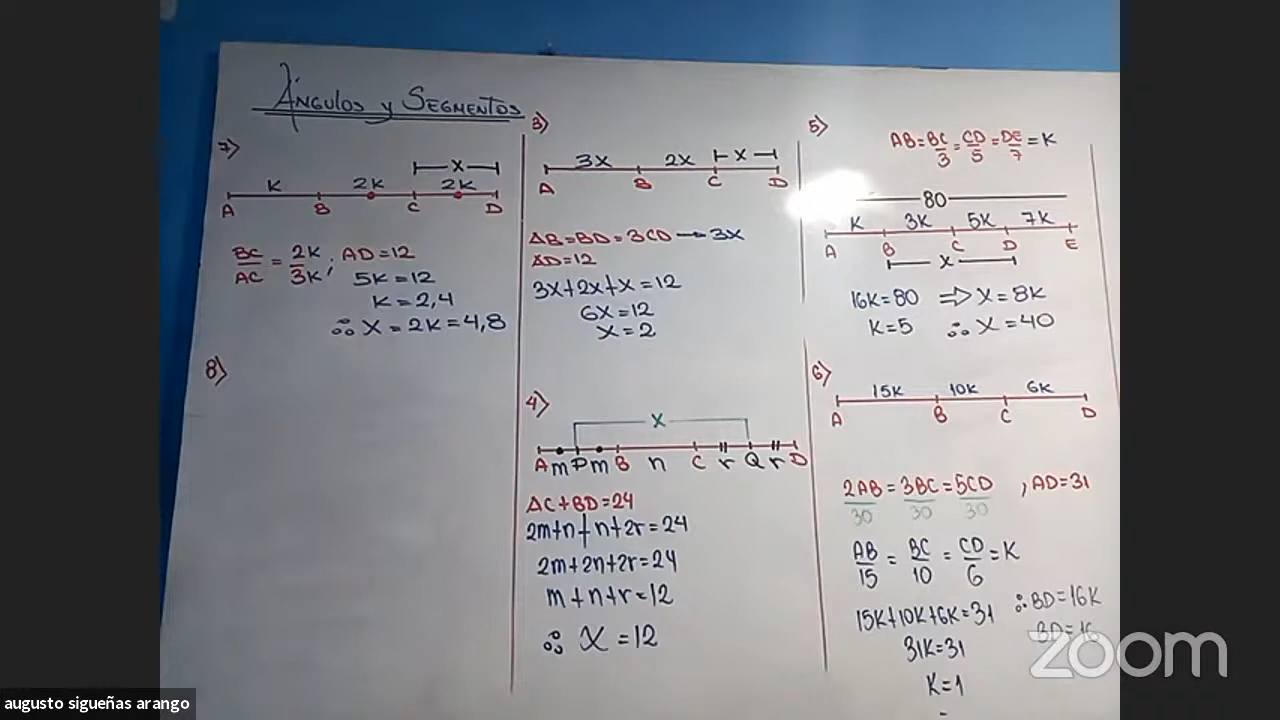 Ángulos y Segmentos
7)
x
K 2K 2K
A B C D
BC/AC = 2K/3K ; AD=12
5K=12
K=2,4
∴ X=2K=4,8
8)
3)
3x 2x x
A B C D
AB=BD=3CD → 3x
AD=12
3x+2x+x=12
6x=12
x=2
4)
x
A m P m B n C r Q r D
AC+BD=24
2m+n+n+2r=24
2m+2n+2r=24
m+n+r=12
∴ X=12
5)
AB=BC/3=CD/5=DE/7=K
80
K 3K 5K 7K
A B C D E
x
16K=80 ⇒ X=8K
K=5 ∴ X=40
6)
15K 10K 6K
A B C D
2AB/30=3BC/30=5CD/30 , AD=31
AB/15=BC/10=CD/6=K
15K+10K+6K=31 ∴ BD=16K
31K=31 BD=16
K=1
zoom
augusto sigueñas arango